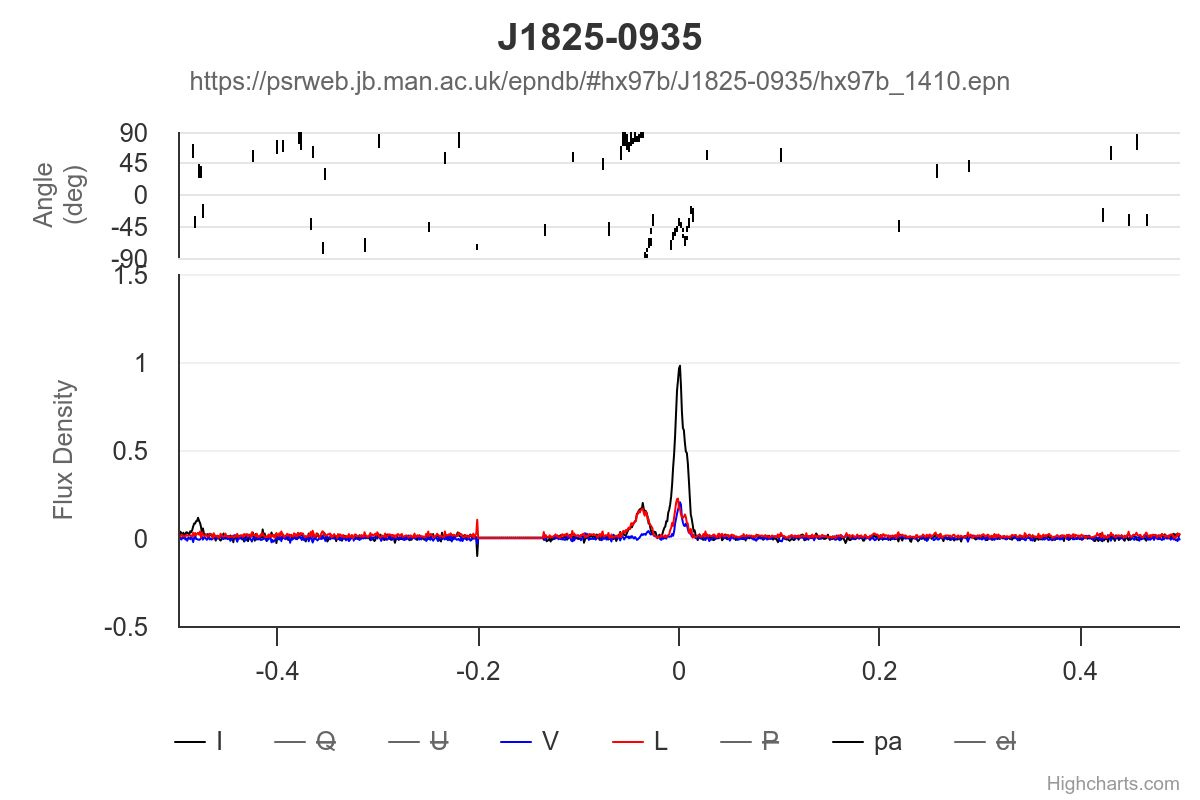 J1825-0935
https://psrweb.jb.man.ac.uk/epndb/#hx97b/J1825-0935/hx97b_1410.epn
Angle
(deg)
90
45
0
-45
-90
Flux Density
1.5
1
0.5
0
-0.5
-0.4
-0.2
0
0.2
0.4
I
Q
U
V
L
P
pa
el
Highcharts.com